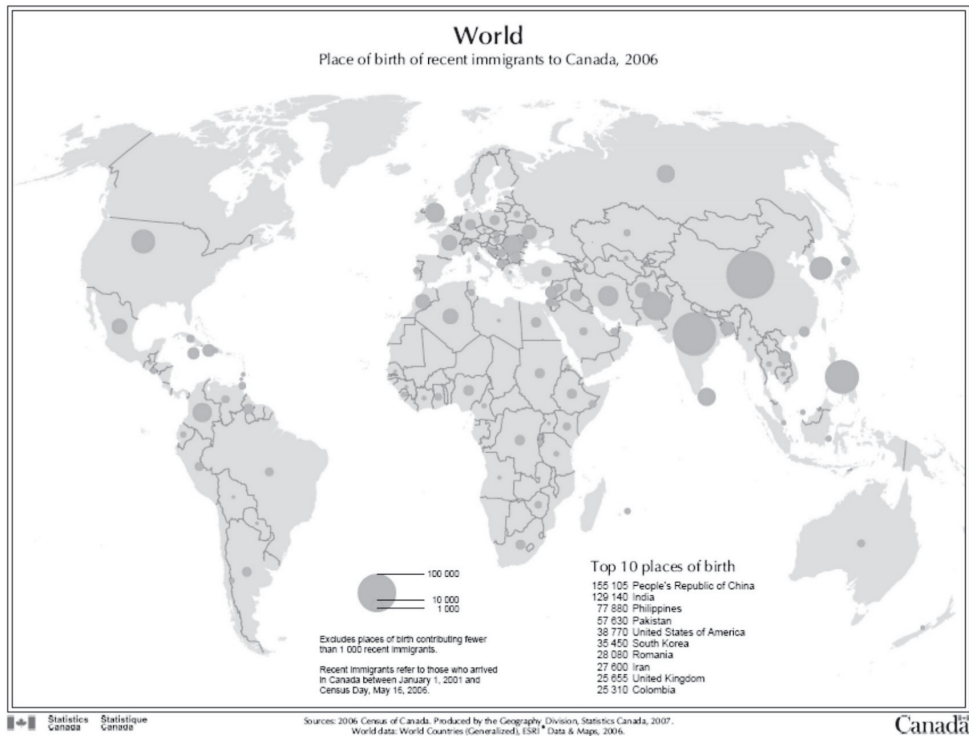 World
Place of birth of recent immigrants to Canada, 2006
100 000
10 000
1 000
Excludes places of birth contributing fewer
than 1 000 recent immigrants.
Recent immigrants refer to those who arrived
in Canada between January 1, 2001 and
Census Day, May 16, 2006.
Top 10 places of birth
155 105 People's Republic of China
129 140 India
77 880 Philippines
57 630 Pakistan
38 770 United States of America
35 450 South Korea
28 080 Romania
27 600 Iran
25 655 United Kingdom
25 310 Colombia
Statistics Statistique
Canada Canada
Sources: 2006 Census of Canada. Produced by the Geography Division, Statistics Canada, 2007.
World data: World Countries (Generalized), ESRI® Data & Maps, 2006.
Canada